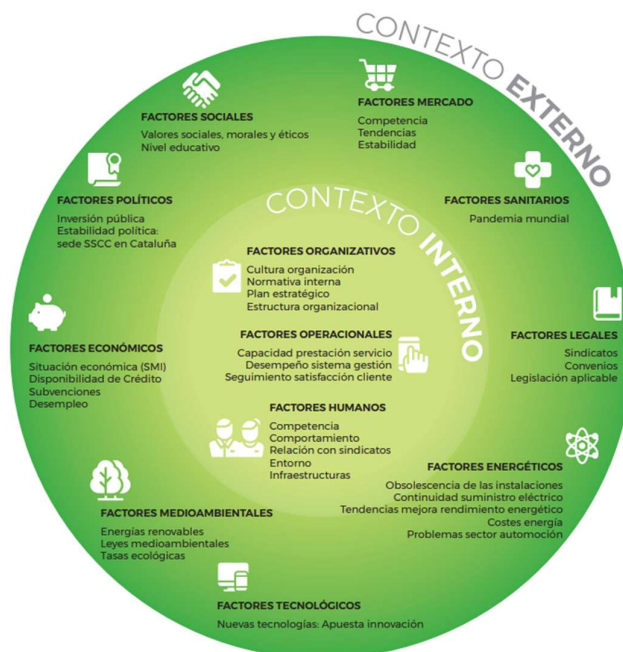 CONTEXTO EXTERNO
FACTORES SOCIALES
Valores sociales, morales y éticos
Nivel educativo
FACTORES MERCADO
Competencia
Tendencias
Estabilidad
FACTORES POLÍTICOS
Inversión pública
Estabilidad política:
sede SSCC en Cataluña
FACTORES SANITARIOS
Pandemia mundial
CONTEXTO INTERNO
FACTORES ORGANIZATIVOS
Cultura organización
Normativa interna
Plan estratégico
Estructura organizacional
FACTORES OPERACIONALES
Capacidad prestación servicio
Desempeño sistema gestión
Seguimiento satisfacción cliente
FACTORES HUMANOS
Competencia
Comportamiento
Relación con sindicatos
Entorno
Infraestructuras
FACTORES ECONÓMICOS
Situación económica (SMI)
Disponibilidad de Crédito
Subvenciones
Desempleo
FACTORES LEGALES
Sindicatos
Convenios
Legislación aplicable
FACTORES ENERGÉTICOS
Obsolescencia de las instalaciones
Continuidad suministro eléctrico
Tendencias mejora rendimiento energético
Costes energía
Problemas sector automoción
FACTORES MEDIOAMBIENTALES
Energías renovables
Leyes medioambientales
Tasas ecológicas
FACTORES TECNOLÓGICOS
Nuevas tecnologías: Apuesta innovación